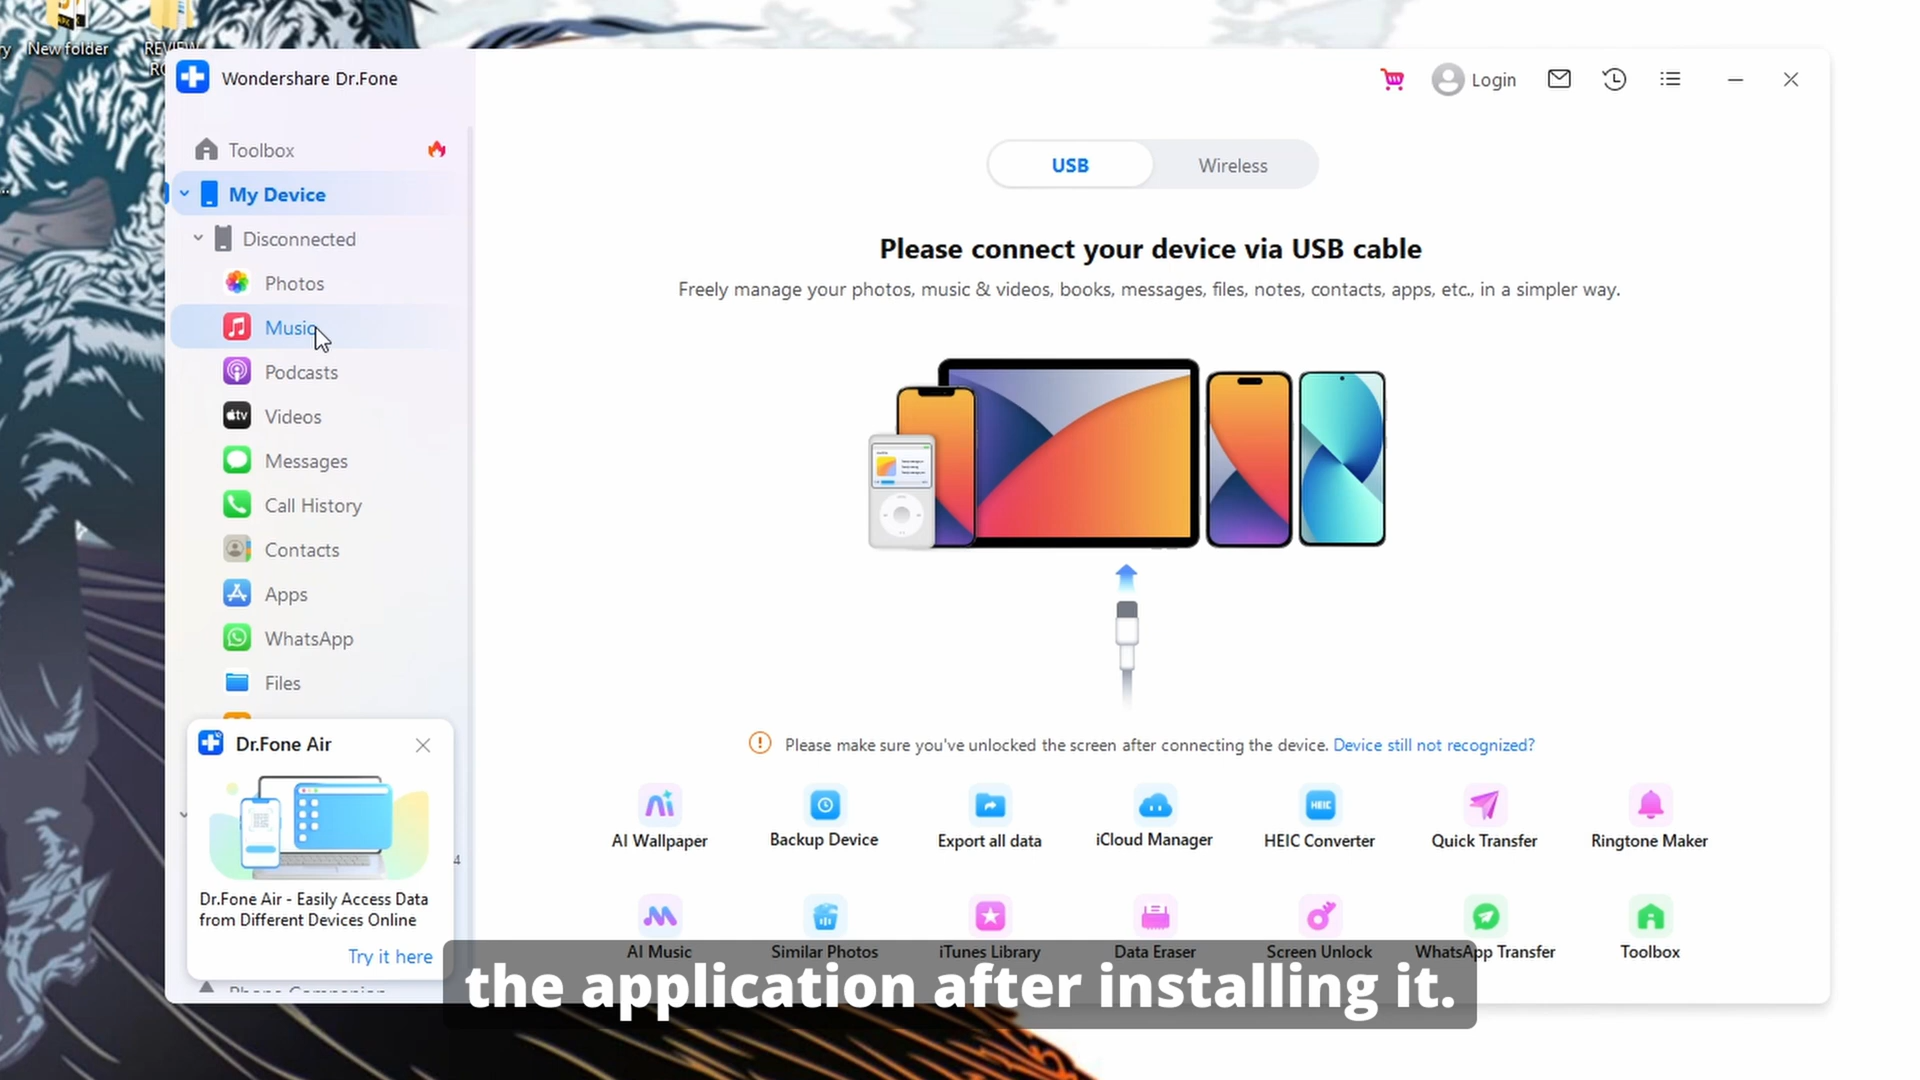 New folder
REVIEW
Wondershare Dr.Fone
Login
Toolbox
My Device
Disconnected
Photos
Music
Podcasts
Videos
Messages
Call History
Contacts
Apps
WhatsApp
Files
Dr.Fone Air
Dr.Fone Air - Easily Access Data
from Different Devices Online
Try it here
USB
Wireless
Please connect your device via USB cable
Freely manage your photos, music & videos, books, messages, files, notes, contacts, apps, etc., in a simpler way.
Please make sure you've unlocked the screen after connecting the device. Device still not recognized?
AI Wallpaper
Backup Device
Export all data
iCloud Manager
HEIC
HEIC Converter
Quick Transfer
Ringtone Maker
AI Music
Similar Photos
iTunes Library
Data Eraser
Screen Unlock
WhatsApp Transfer
Toolbox
the application after installing it.